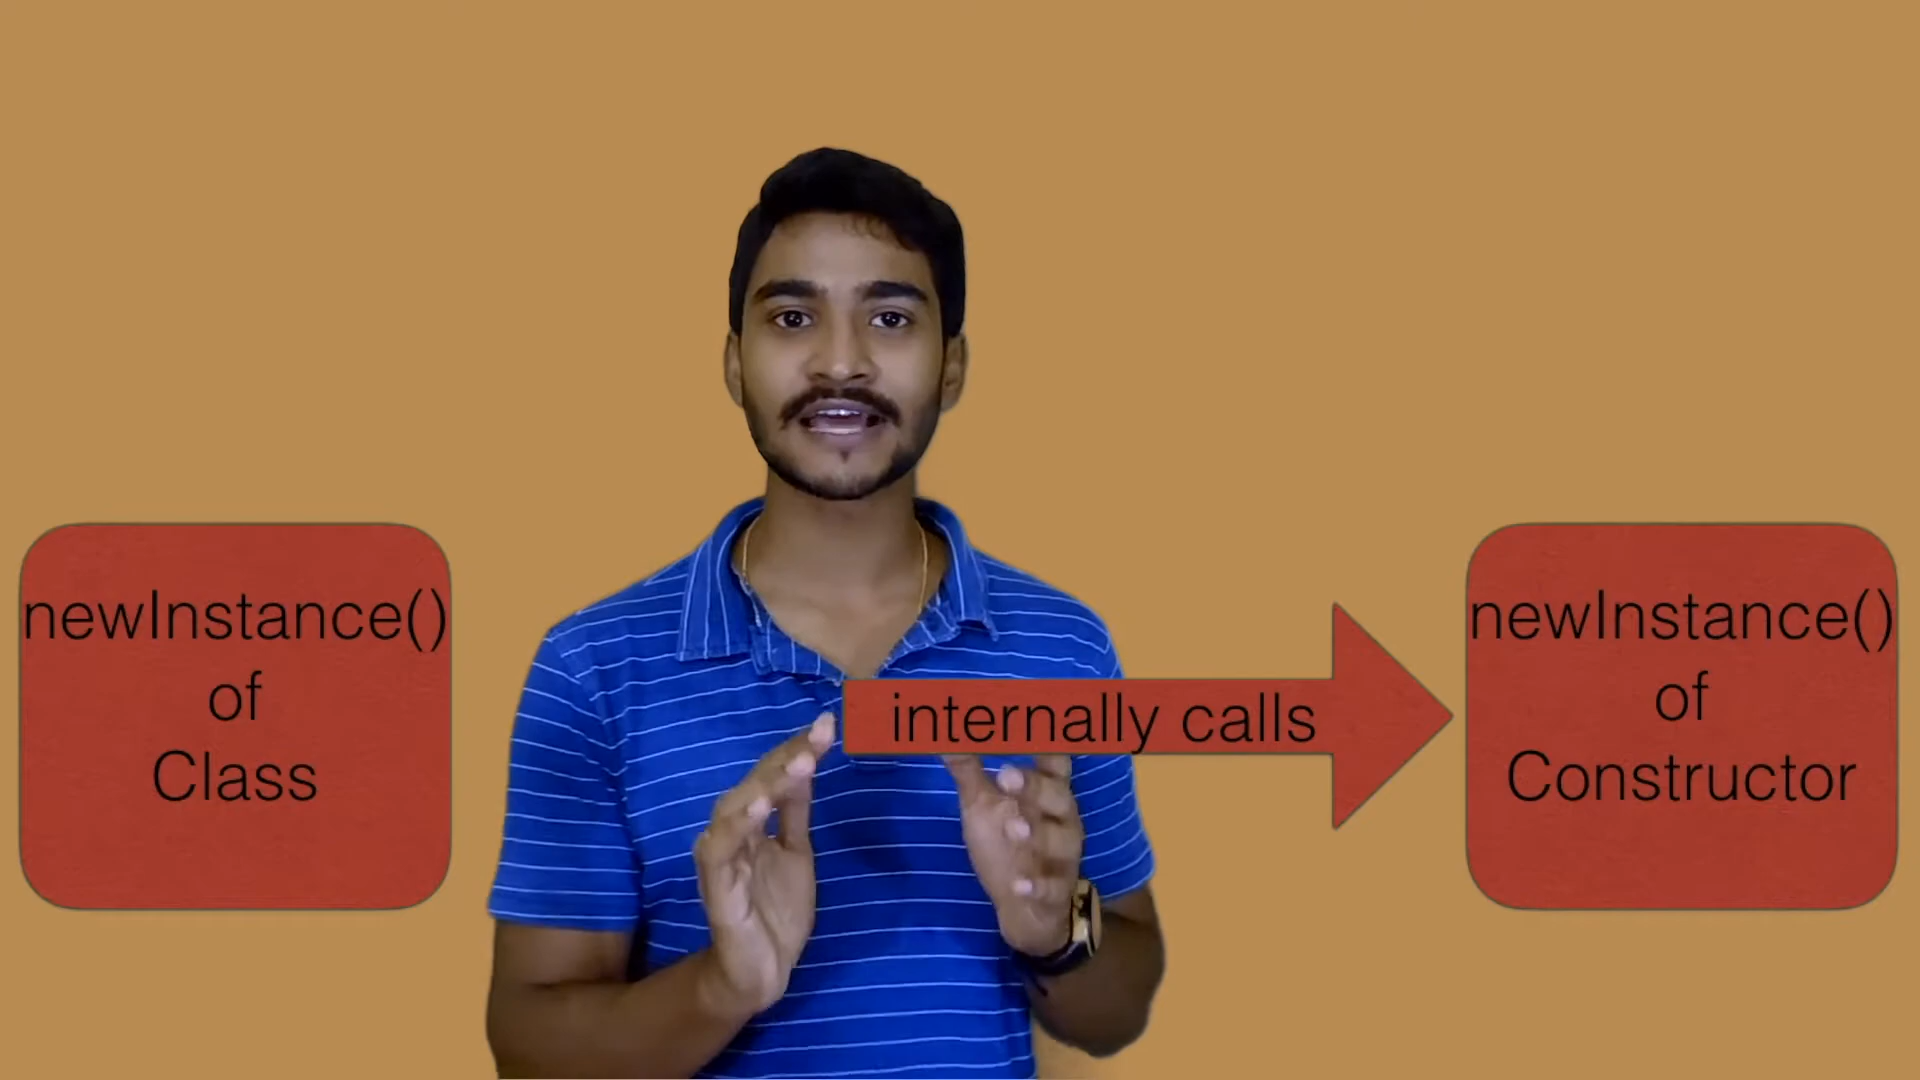 newInstance()
of
Class
internally calls
newInstance()
of
Constructor